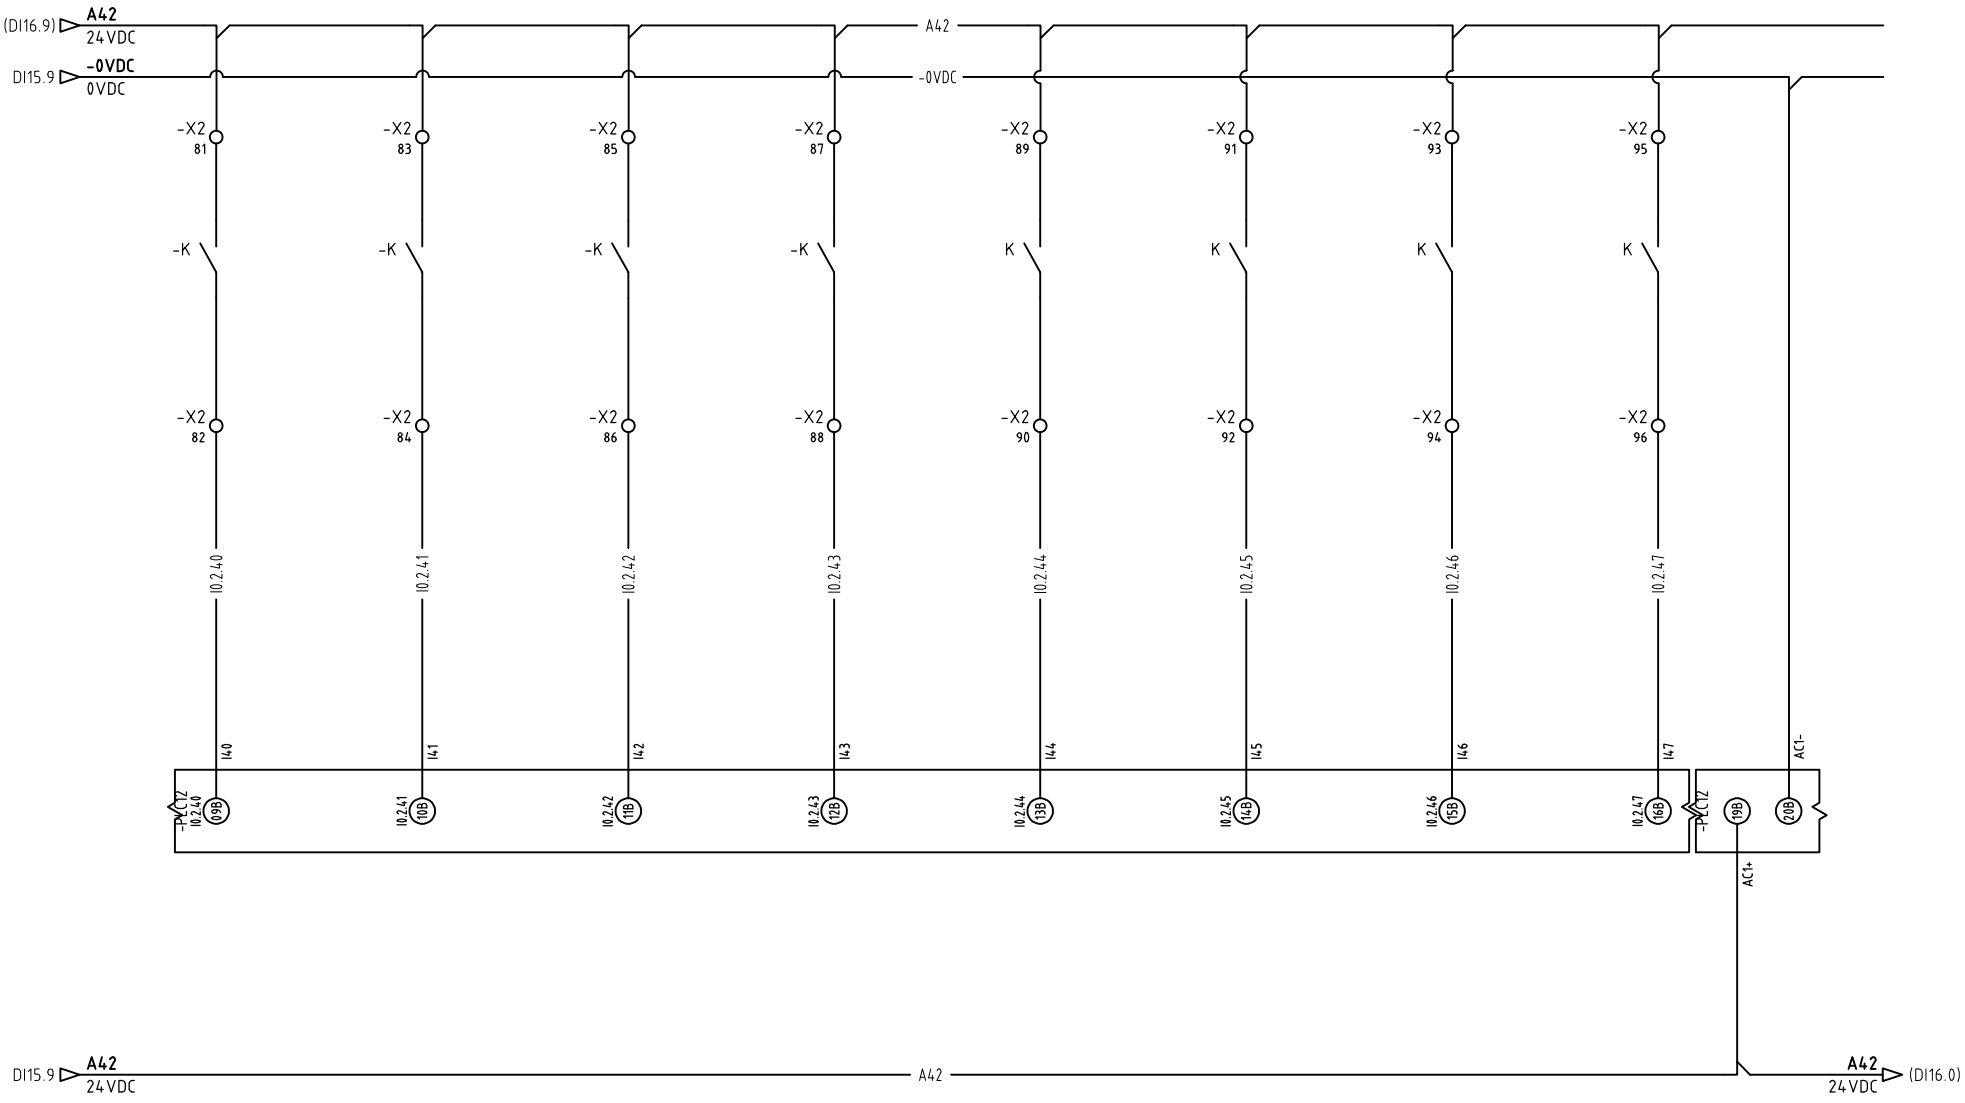 (DI16.9) A42
24VDC
A42
DI15.9 -0VDC
0VDC
-0VDC
-X2 -X2 -X2 -X2 -X2 -X2 -X2 -X2
81 83 85 87 89 91 93 95
-K -K -K -K K K K K
-X2 -X2 -X2 -X2 -X2 -X2 -X2 -X2
82 84 86 88 90 92 94 96
I0.2.40 I0.2.41 I0.2.42 I0.2.43 I0.2.44 I0.2.45 I0.2.46 I0.2.47
I40 I41 I42 I43 I44 I45 I46 I47 AC1-
-PLC12 I0.2.40 09B I0.2.41 10B I0.2.42 11B I0.2.43 12B I0.2.44 13B I0.2.45 14B I0.2.46 15B I0.2.47 16B -PLC12 19B 20B
AC1+
DI15.9 A42
24VDC
A42
A42 (DI16.0)
24VDC